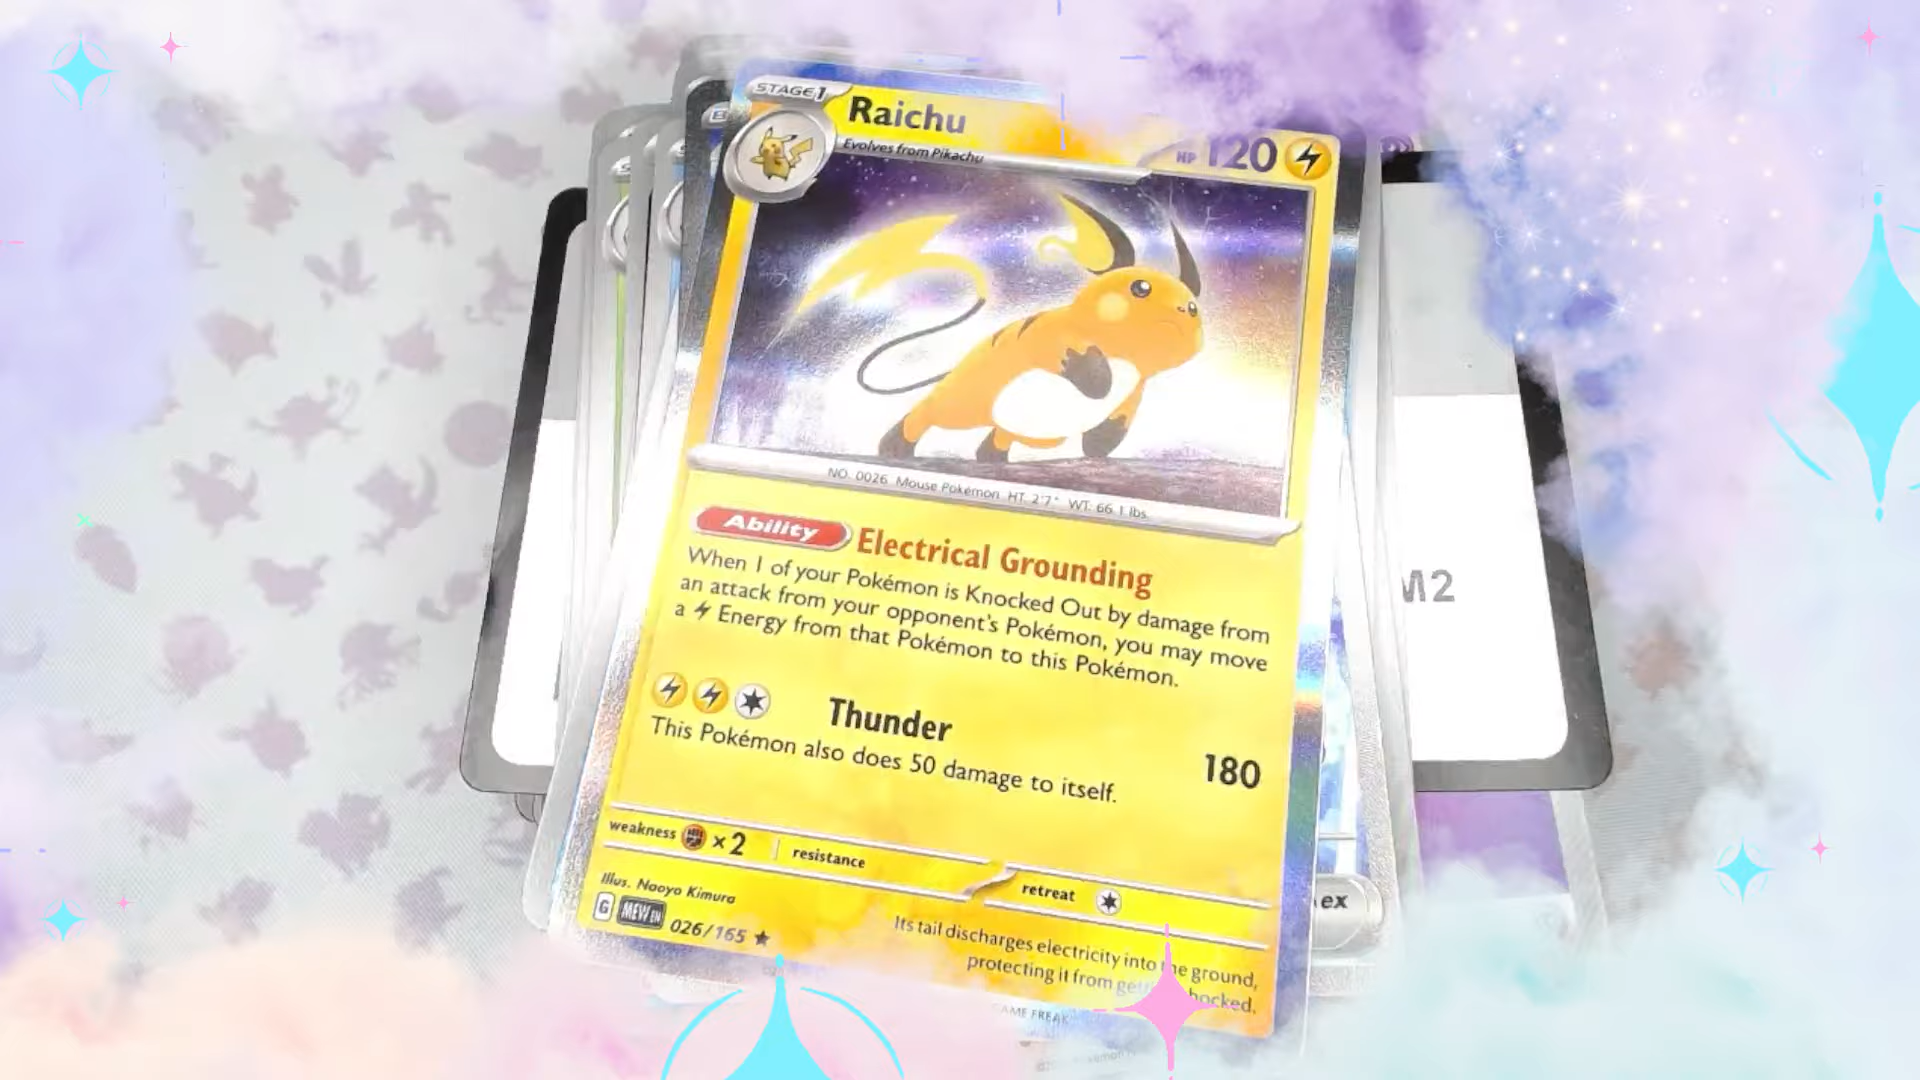 STAGE 1
Raichu
Evolves from Pikachu
HP 120
NO. 0026 Mouse Pokémon HT. 2'7" WT. 66.1 lbs.
Ability Electrical Grounding
When 1 of your Pokémon is Knocked Out by damage from
an attack from your opponent's Pokémon, you may move
a Energy from that Pokémon to this Pokémon.
Thunder 180
This Pokémon also does 50 damage to itself.
weakness ×2 resistance retreat
Illus. Naoyo Kimura
G MEW EN 026/165
Its tail discharges electricity into the ground,
protecting it from
GAME FREAK
M2
ex